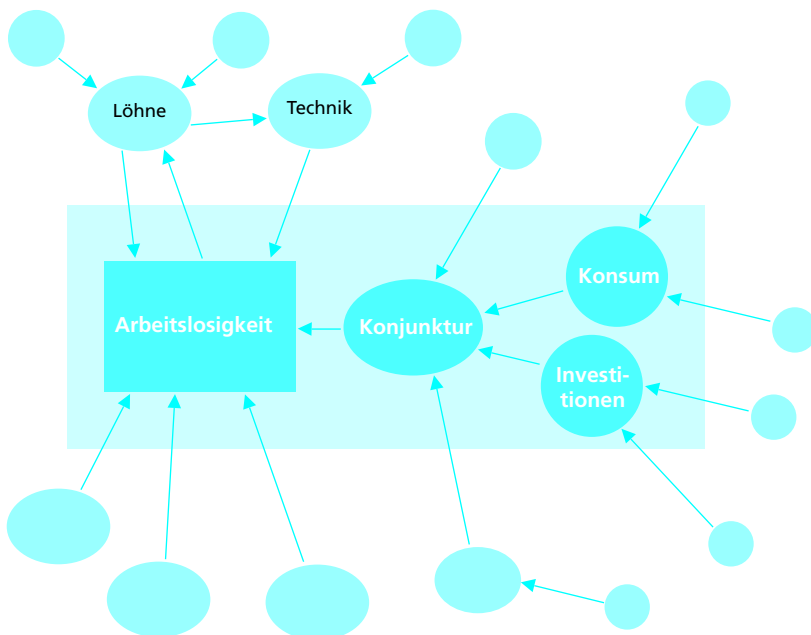 Löhne
Technik
Konsum
Arbeitslosigkeit
Konjunktur
Investi-
tionen